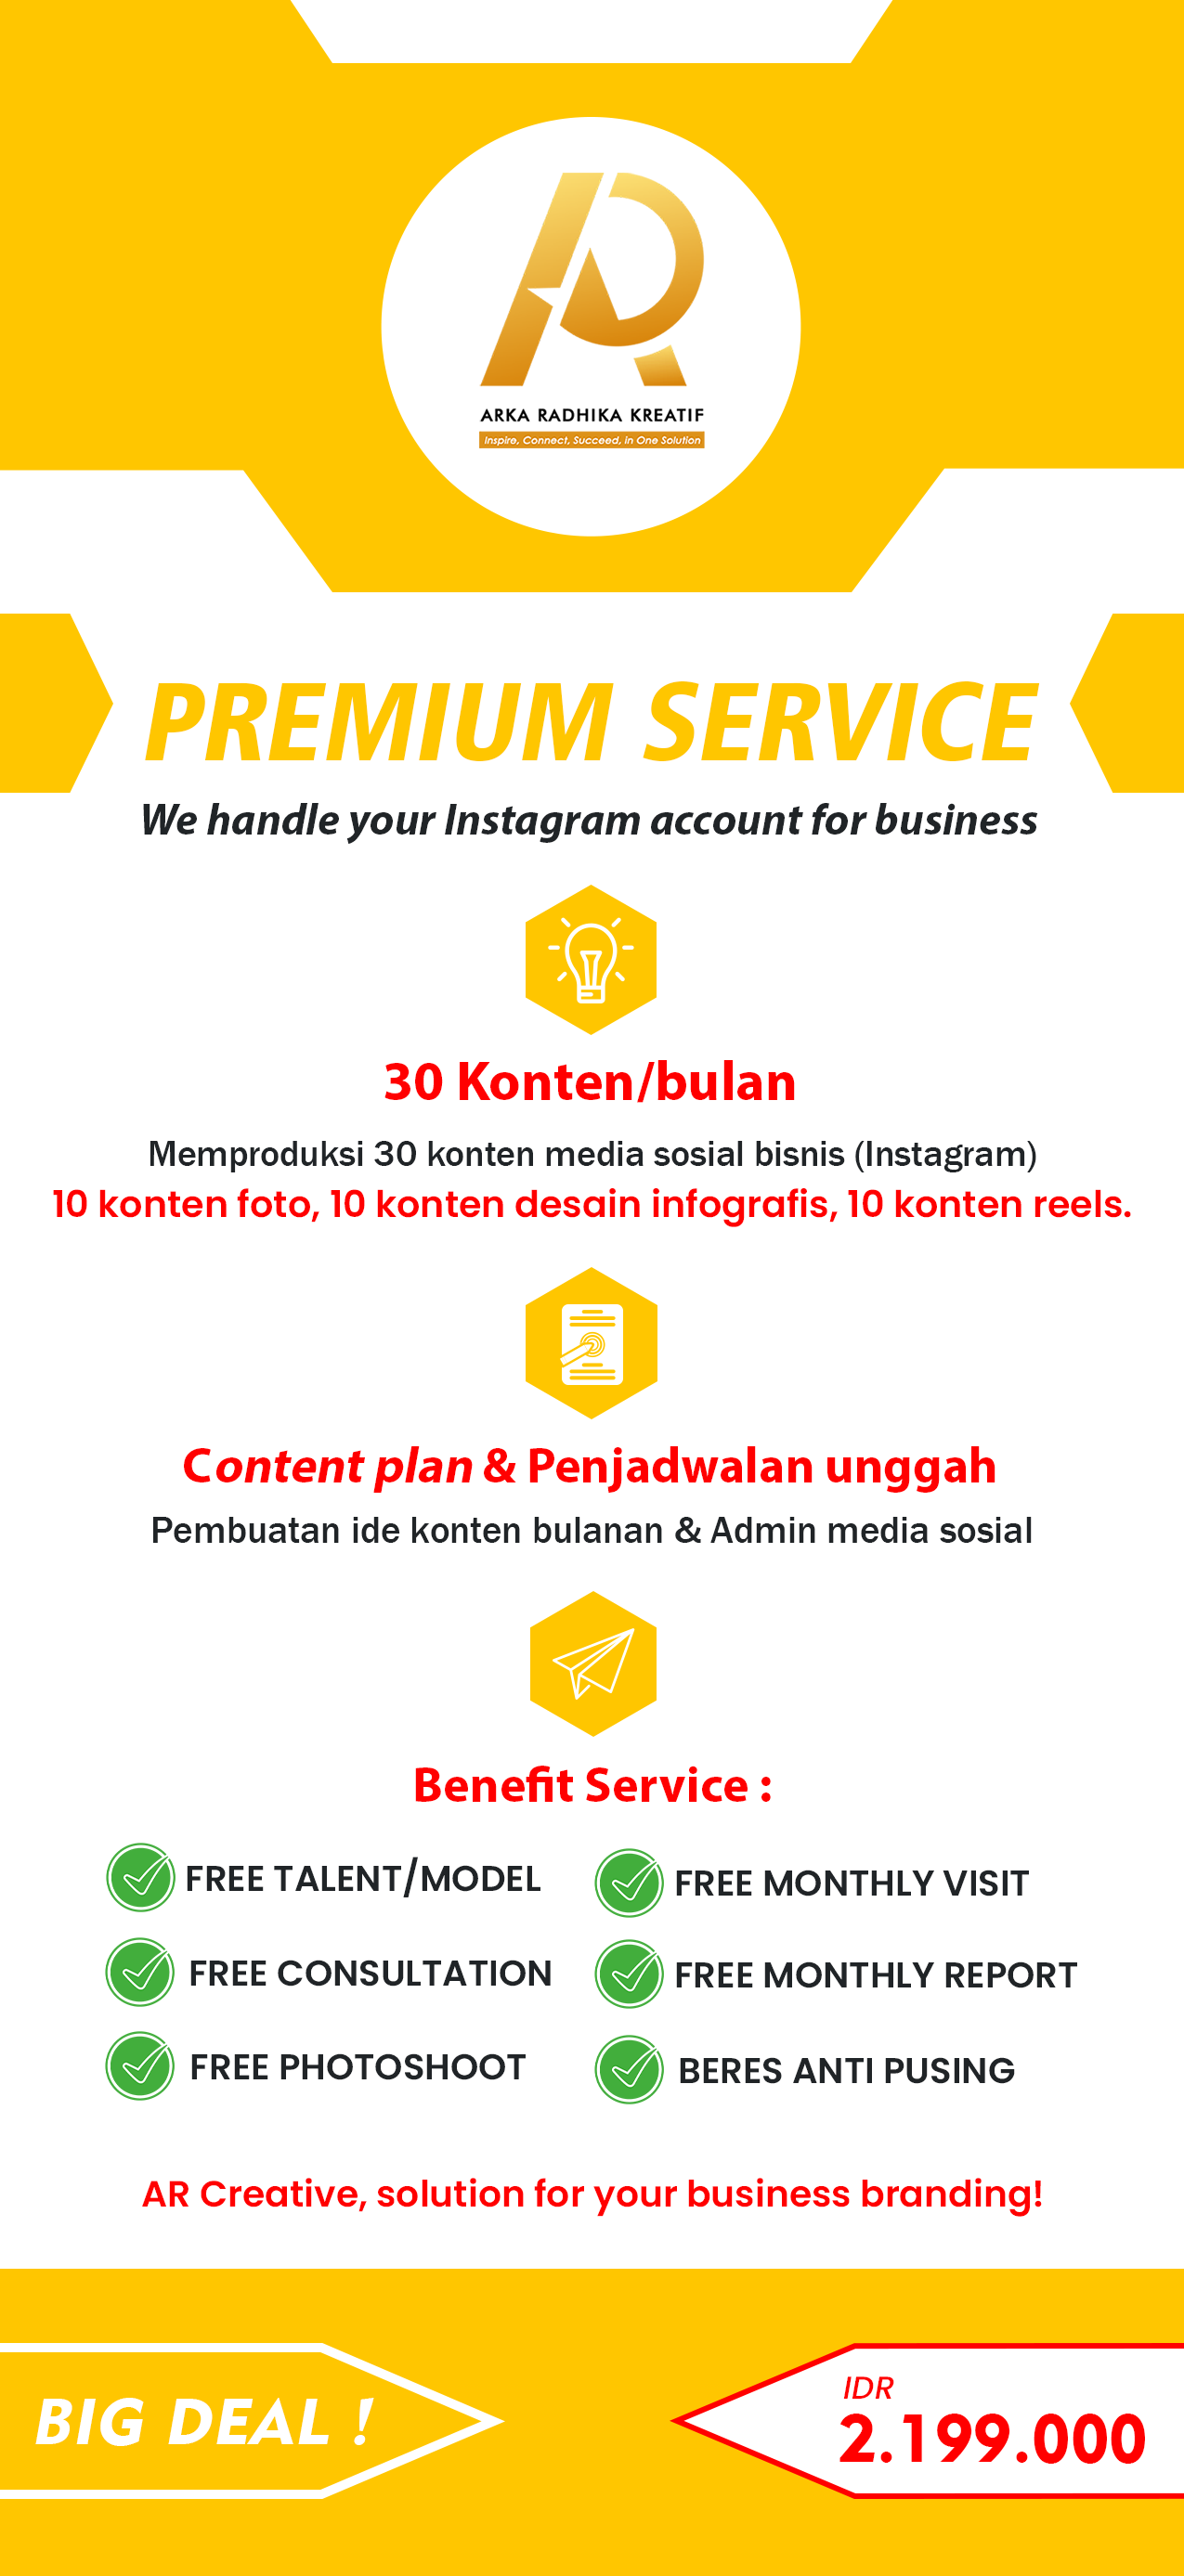 ARKA RADHIKA KREATIF
Inspire, Connect, Succeed, in One Solution
PREMIUM SERVICE
We handle your Instagram account for business
30 Konten/bulan
Memproduksi 30 konten media sosial bisnis (Instagram)
10 konten foto, 10 konten desain infografis, 10 konten reels.
Content plan & Penjadwalan unggah
Pembuatan ide konten bulanan & Admin media sosial
Benefit Service :
FREE TALENT/MODEL
FREE MONTHLY VISIT
FREE CONSULTATION
FREE MONTHLY REPORT
FREE PHOTOSHOOT
BERES ANTI PUSING
AR Creative, solution for your business branding!
BIG DEAL !
IDR
2.199.000